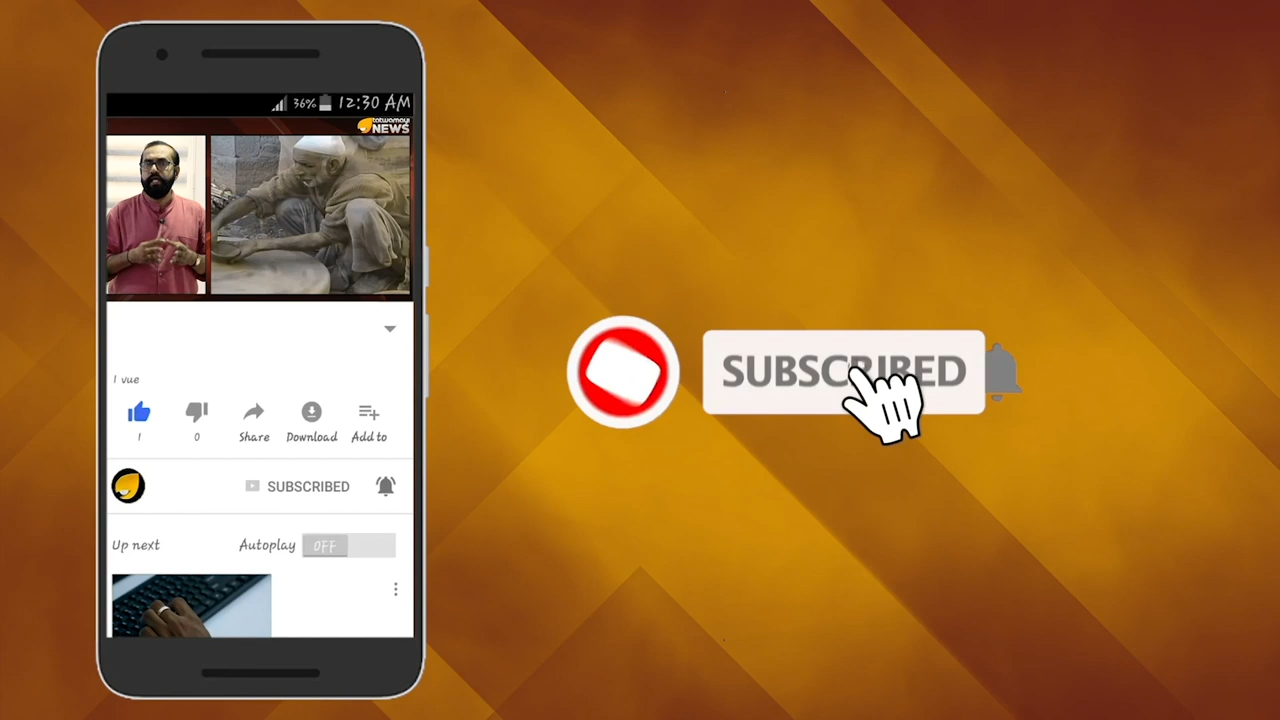 36% 12:30 AM
tatwamayi
NEWS
1 vue
1
0
Share
Download
Add to
SUBSCRIBED
Up next
Autoplay
OFF
SUBSCRIBED